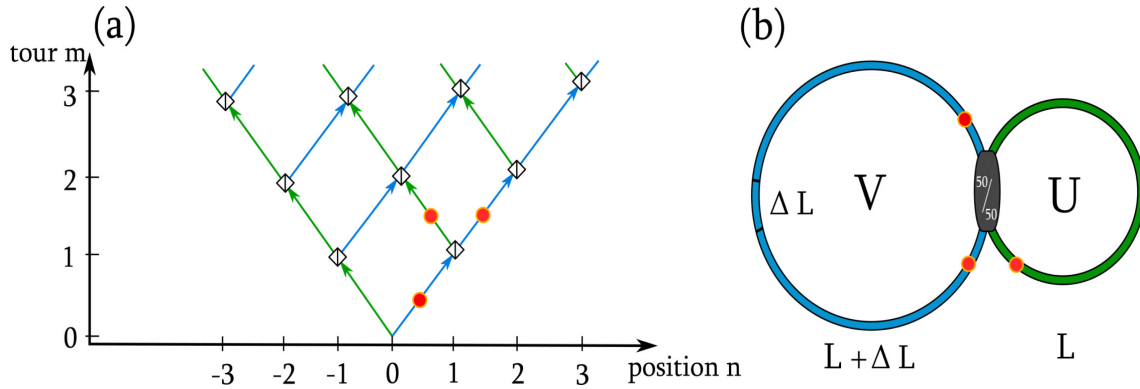 (a)
tour m
3
2
1
0
-3 -2 -1 0 1 2 3 position n
(b)
V
ΔL
50/50
U
L + ΔL
L